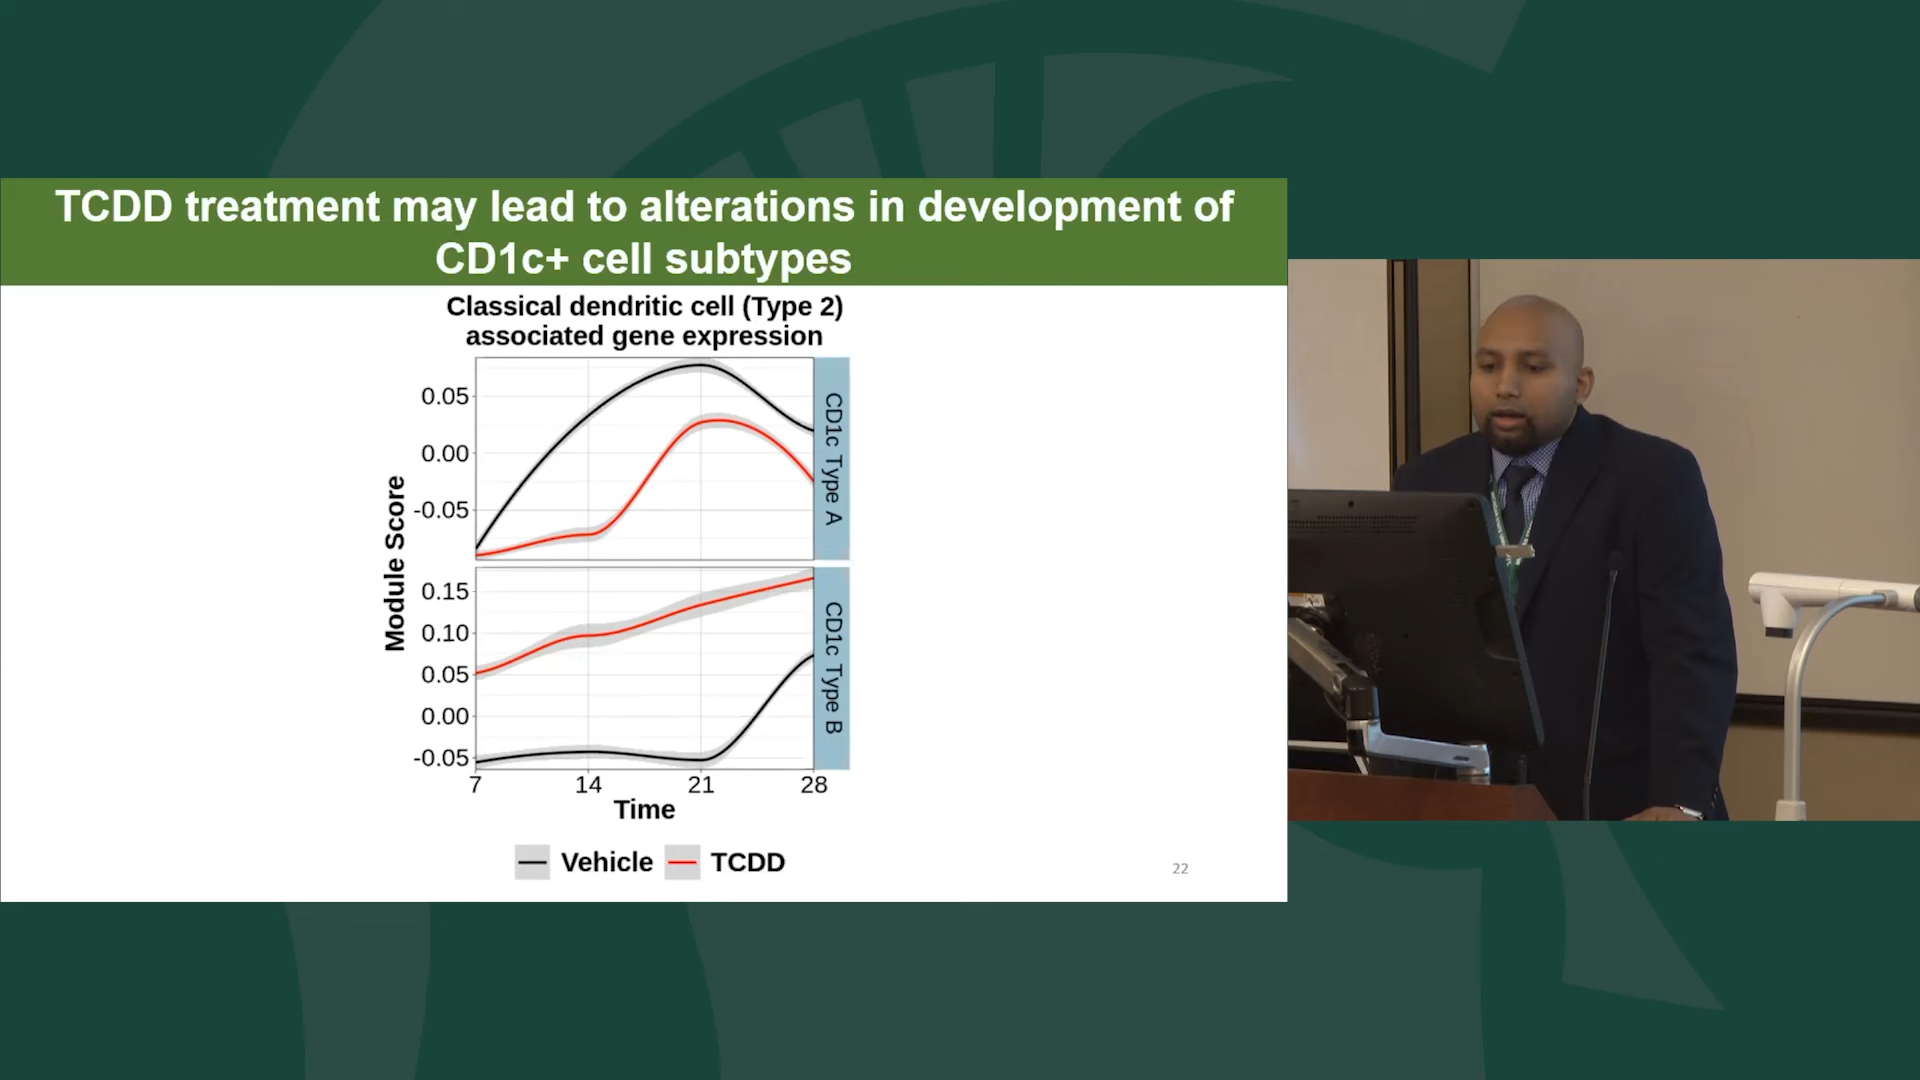 TCDD treatment may lead to alterations in development of
CD1c+ cell subtypes
Classical dendritic cell (Type 2)
associated gene expression
Module Score
0.05
0.00
-0.05
CD1c Type A
0.15
0.10
0.05
0.00
-0.05
CD1c Type B
7 14 21 28
Time
Vehicle TCDD
22